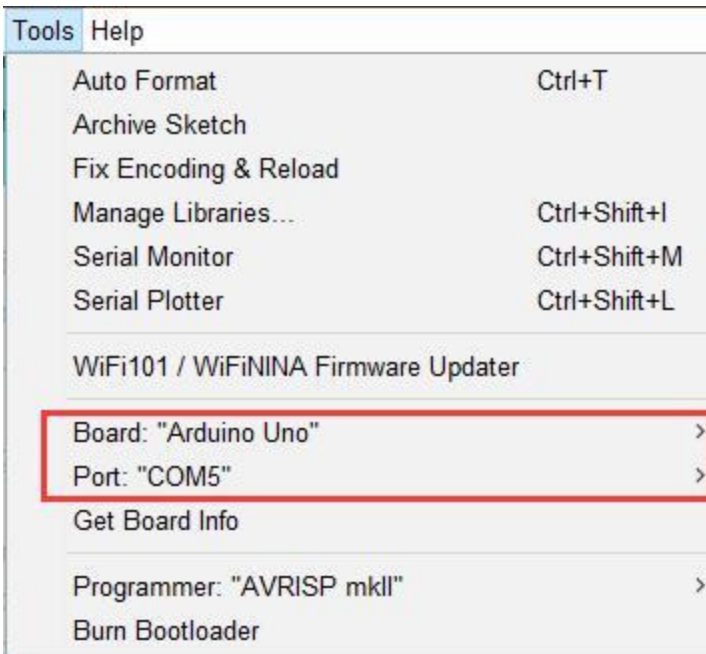 Tools Help
Auto Format Ctrl+T
Archive Sketch
Fix Encoding & Reload
Manage Libraries... Ctrl+Shift+I
Serial Monitor Ctrl+Shift+M
Serial Plotter Ctrl+Shift+L
WiFi101 / WiFiNINA Firmware Updater
Board: "Arduino Uno" >
Port: "COM5" >
Get Board Info
Programmer: "AVRISP mkII" >
Burn Bootloader